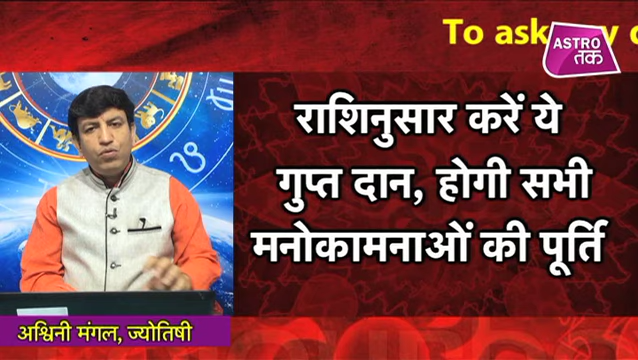 To ask
ASTRO
तक
राशिनुसार करें ये
गुप्त दान, होगी सभी
मनोकामनाओं की पूर्ति
अश्विनी मंगल, ज्योतिषी